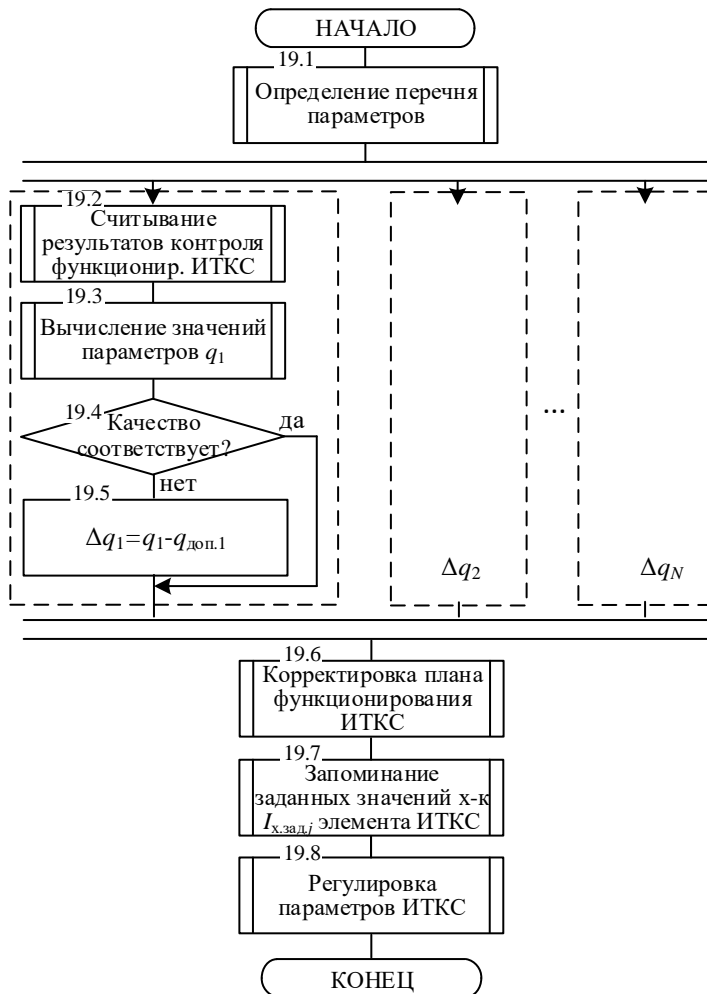 НАЧАЛО
19.1
Определение перечня
параметров
19.2
Считывание
результатов контроля
функционир. ИТКС
19.3
Вычисление значений
параметров q1
19.4
Качество
соответствует?
да
нет
19.5
Δq1=q1-qдоп.1
Δq2
...
ΔqN
19.6
Корректировка плана
функционирования
ИТКС
19.7
Запоминание
заданных значений х-к
Iх.зад.j элемента ИТКС
19.8
Регулировка
параметров ИТКС
КОНЕЦ